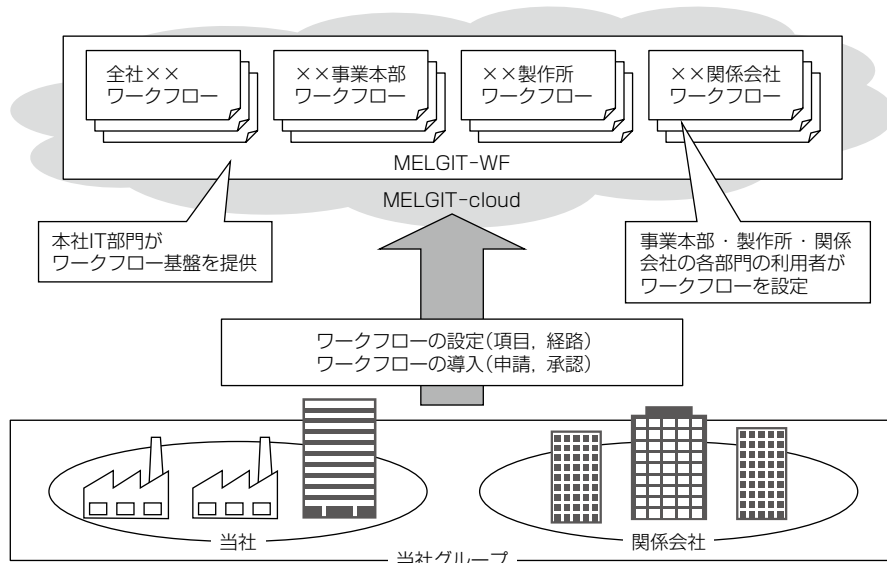 全社××
ワークフロー
××事業本部
ワークフロー
××製作所
ワークフロー
××関係会社
ワークフロー
MELGIT-WF
MELGIT-cloud
本社IT部門が
ワークフロー基盤を提供
事業本部・製作所・関係
会社の各部門の利用者が
ワークフローを設定
ワークフローの設定(項目, 経路)
ワークフローの導入(申請, 承認)
当社
関係会社
当社グループ